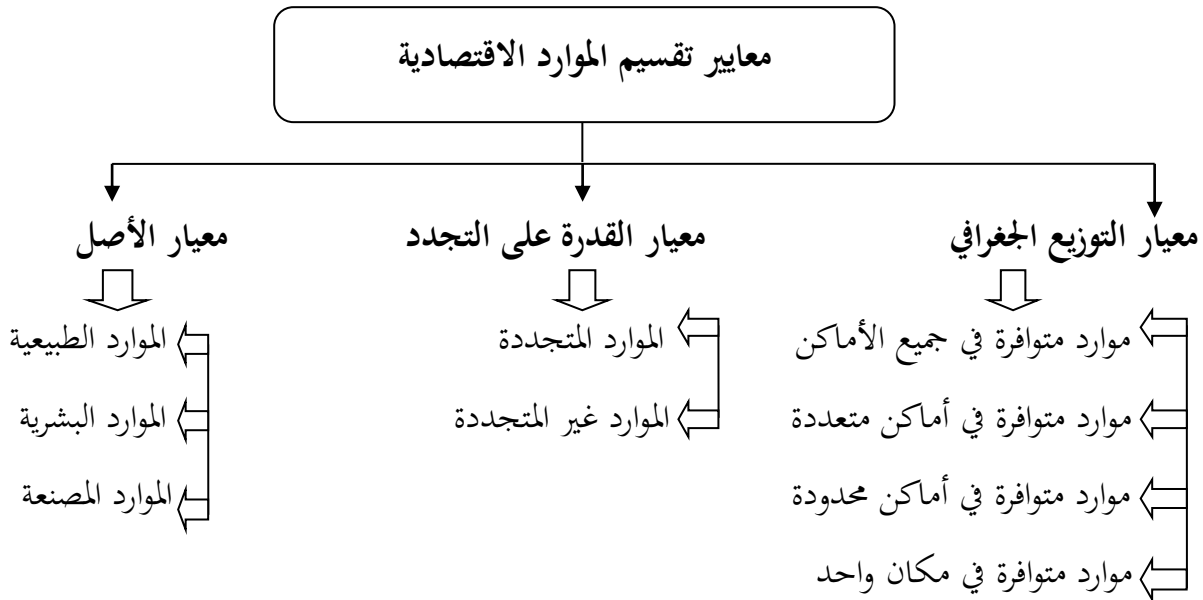 معايير تقسيم الموارد الاقتصادية
معيار التوزيع الجغرافي
موارد متوافرة في جميع الأماكن
موارد متوافرة في أماكن متعددة
موارد متوافرة في أماكن محدودة
موارد متوافرة في مكان واحد
معيار القدرة على التجدد
الموارد المتجددة
الموارد غير المتجددة
معيار الأصل
الموارد الطبيعية
الموارد البشرية
الموارد المصنعة